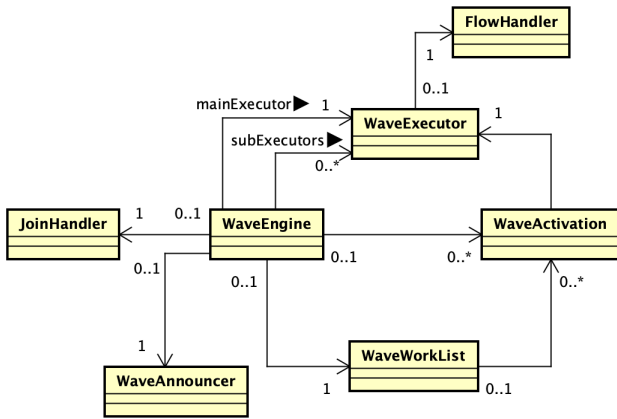 FlowHandler
1
0..1
mainExecutor▶ 1
WaveExecutor
1
subExecutors▶
0..*
JoinHandler
1
0..1
WaveEngine
WaveActivation
0..1
0..1
0..1
0..*
0..*
WaveWorkList
1
1
0..1
WaveAnnouncer